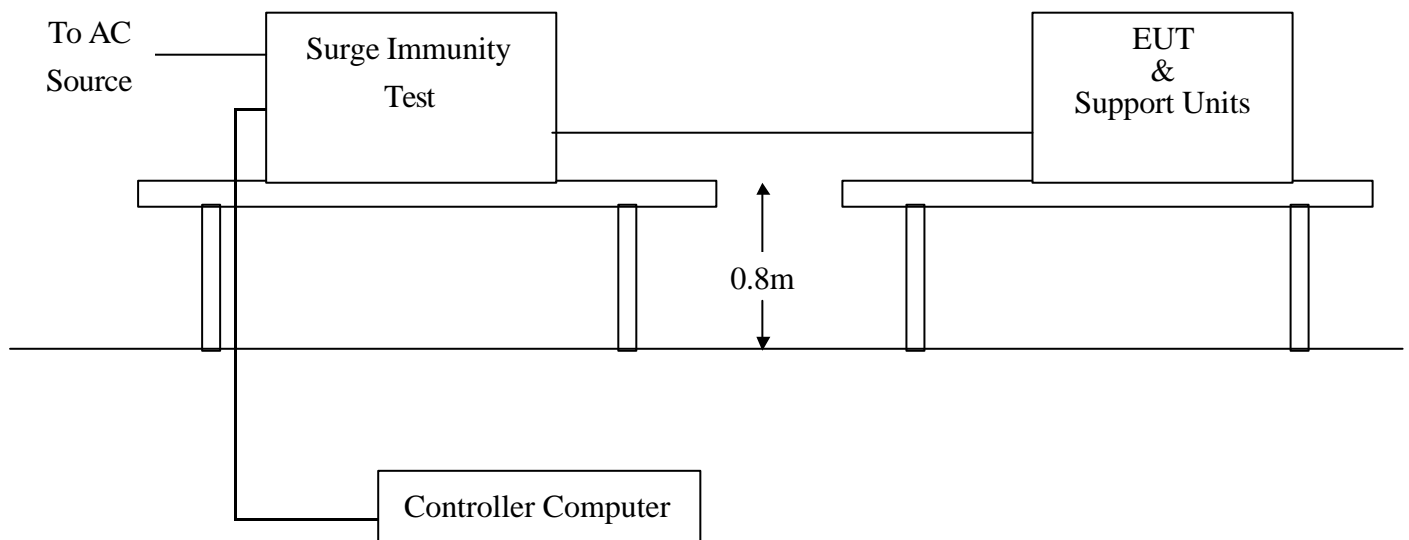 To AC
Source
Surge Immunity
Test
EUT
&
Support Units
0.8m
Controller Computer